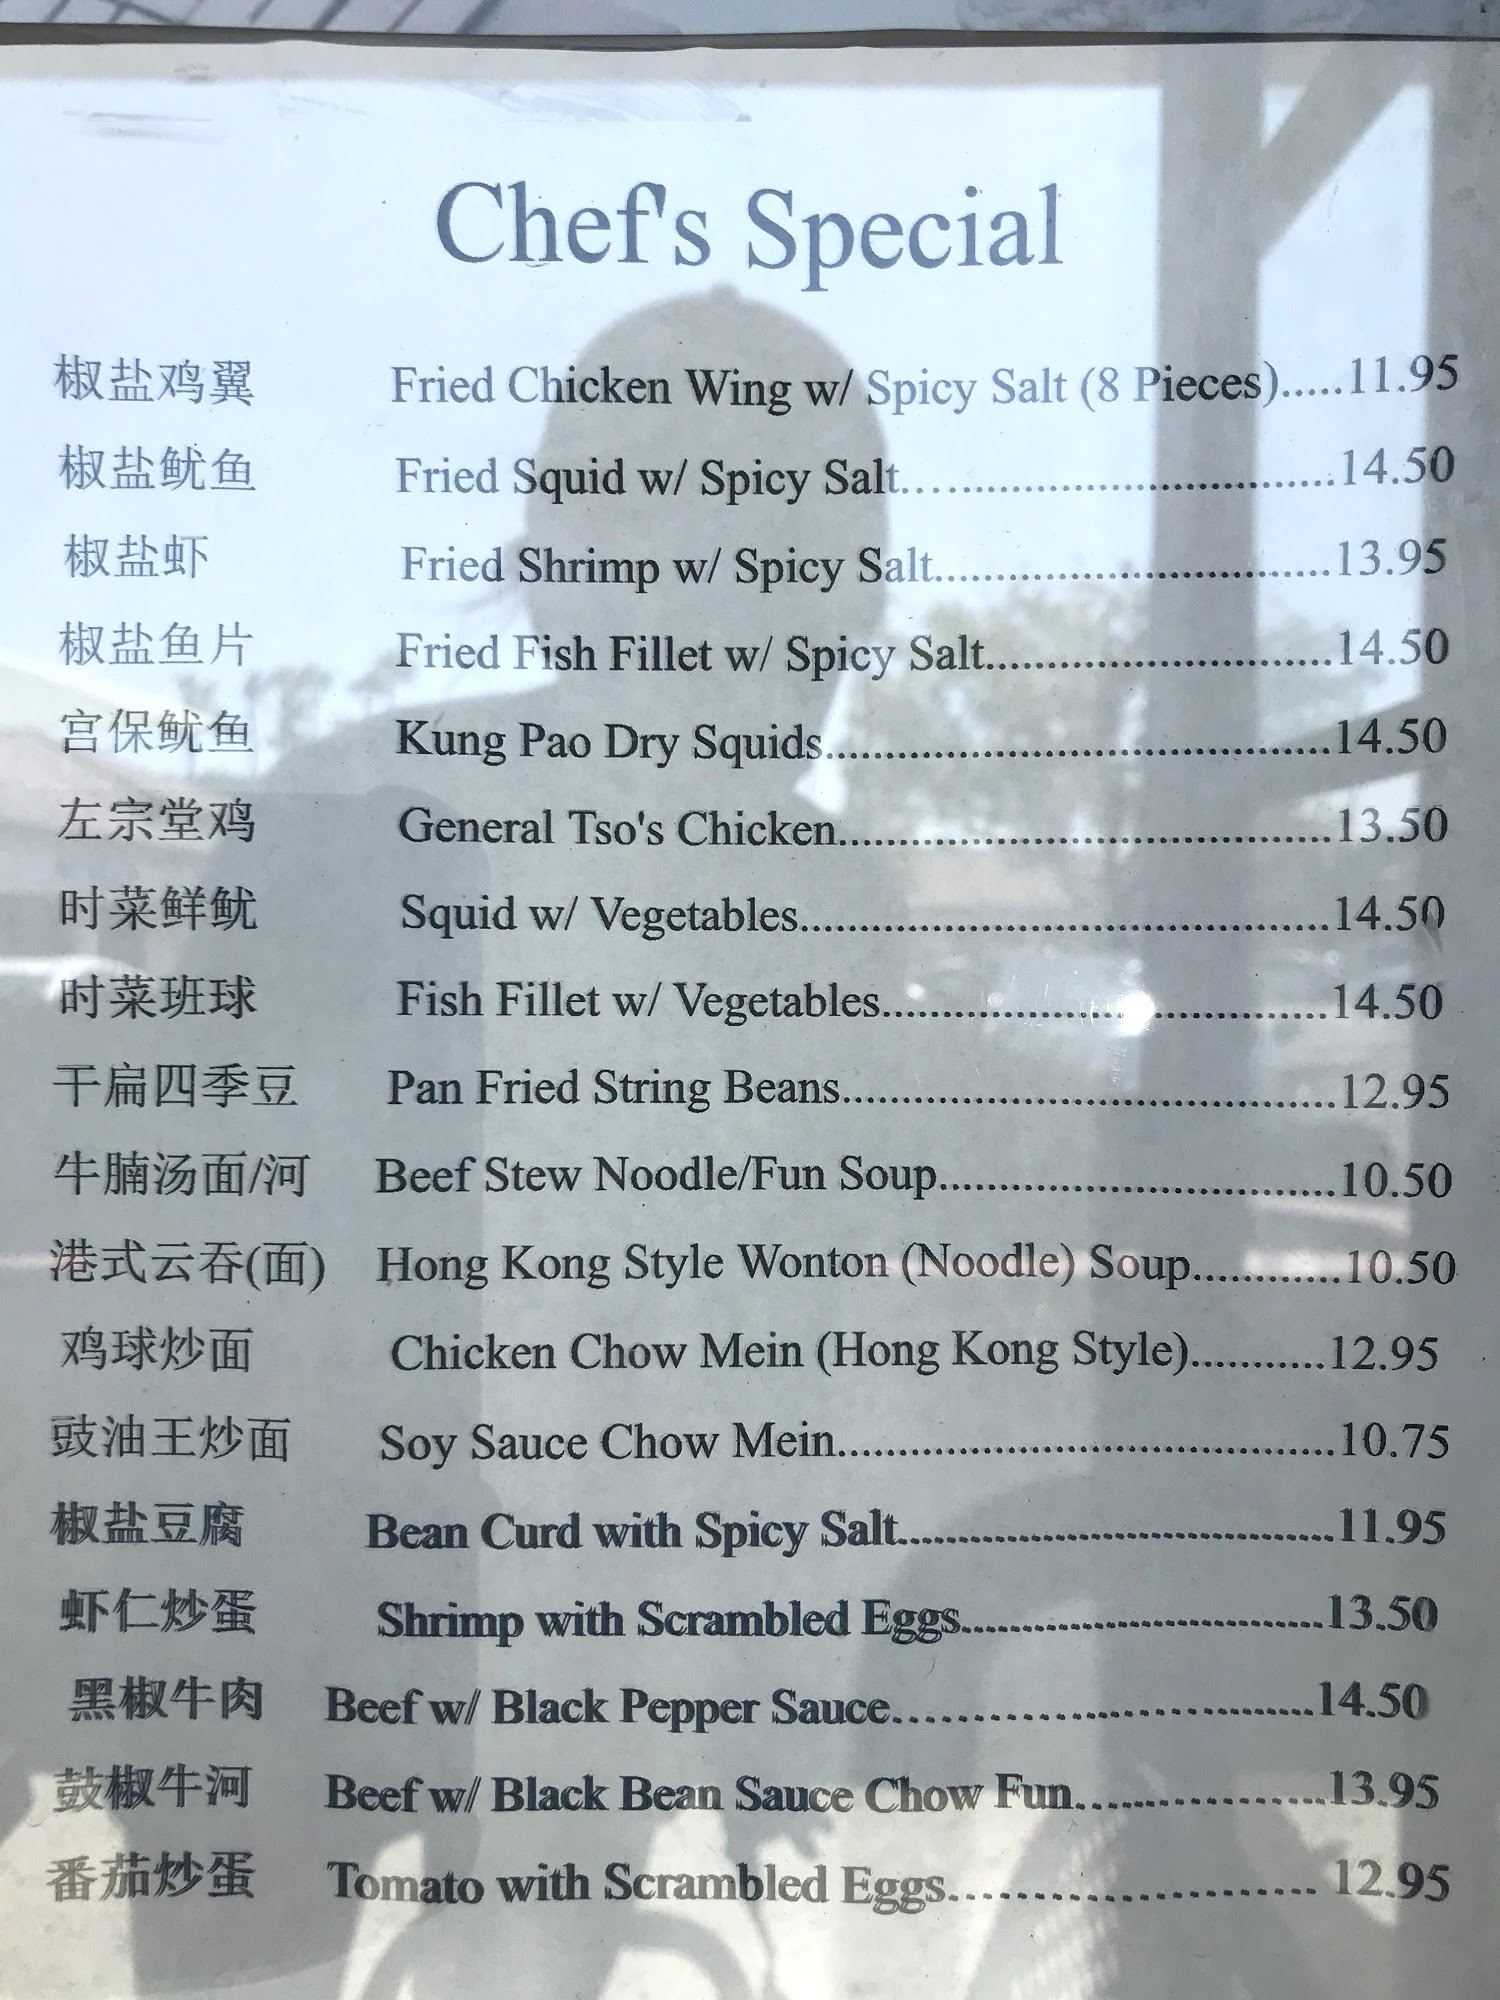 Chef's Special
椒盐鸡翼 Fried Chicken Wing w/ Spicy Salt (8 Pieces).....11.95
椒盐鱿鱼 Fried Squid w/ Spicy Salt....................................14.50
椒盐虾 Fried Shrimp w/ Spicy Salt.................................13.95
椒盐鱼片 Fried Fish Fillet w/ Spicy Salt.............................14.50
宫保鱿鱼 Kung Pao Dry Squids..........................................14.50
左宗堂鸡 General Tso's Chicken.........................................13.50
时菜鲜鱿 Squid w/ Vegetables............................................14.50
时菜班球 Fish Fillet w/ Vegetables.....................................14.50
干扁四季豆 Pan Fried String Beans.........................................12.95
牛腩汤面/河 Beef Stew Noodle/Fun Soup.................................10.50
港式云吞(面) Hong Kong Style Wonton (Noodle) Soup............10.50
鸡球炒面 Chicken Chow Mein (Hong Kong Style)...........12.95
豉油王炒面 Soy Sauce Chow Mein..........................................10.75
椒盐豆腐 Bean Curd with Spicy Salt....................................11.95
虾仁炒蛋 Shrimp with Scrambled Eggs..............................13.50
黑椒牛肉 Beef w/ Black Pepper Sauce.................................14.50
鼓椒牛河 Beef w/ Black Bean Sauce Chow Fun...................13.95
番茄炒蛋 Tomato with Scrambled Eggs........................... 12.95